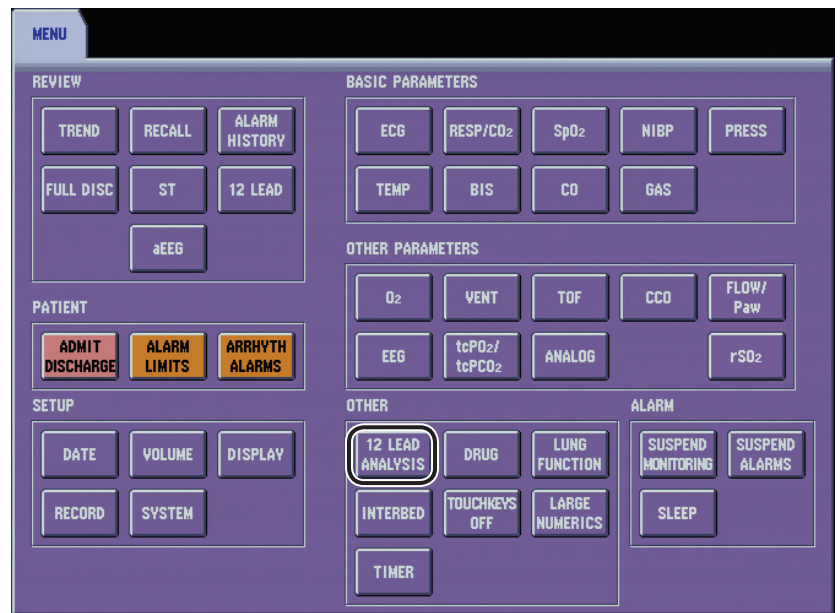 MENU
REVIEW
TREND
RECALL
ALARM
HISTORY
FULL DISC
ST
12 LEAD
aEEG
PATIENT
ADMIT
DISCHARGE
ALARM
LIMITS
ARRHYTH
ALARMS
SETUP
DATE
VOLUME
DISPLAY
RECORD
SYSTEM
BASIC PARAMETERS
ECG
RESP/CO₂
SpO₂
NIBP
PRESS
TEMP
BIS
CO
GAS
OTHER PARAMETERS
O₂
VENT
TOF
CCO
FLOW/
Paw
EEG
tcPO₂/
tcPCO₂
ANALOG
rSO₂
OTHER
12 LEAD
ANALYSIS
DRUG
LUNG
FUNCTION
INTERBED
TOUCHKEYS
OFF
LARGE
NUMERICS
TIMER
ALARM
SUSPEND
MONITORING
SUSPEND
ALARMS
SLEEP